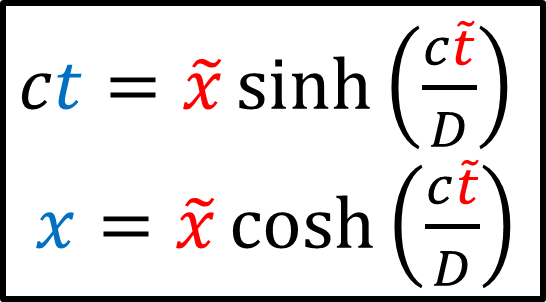 ct = x̃ sinh (ct̃/D)
x = x̃ cosh (ct̃/D)